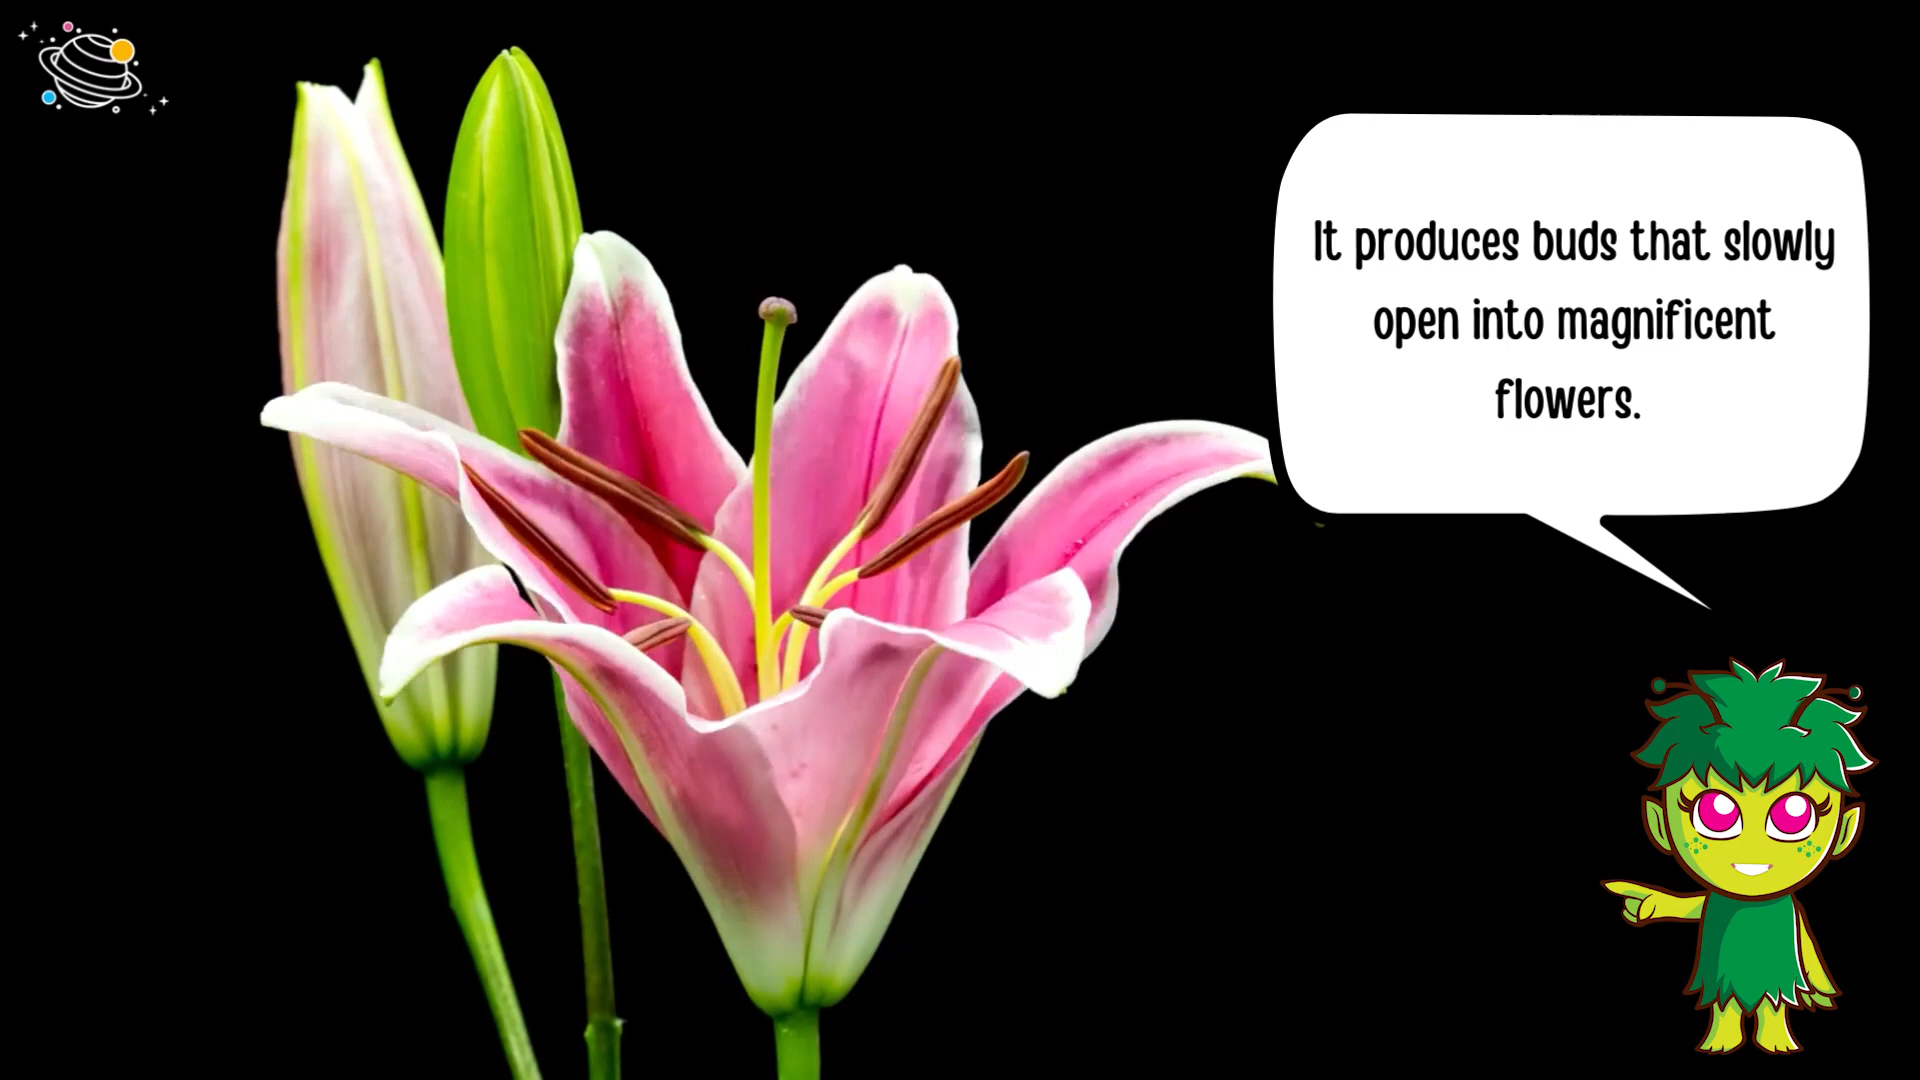 It produces buds that slowly
open into magnificent
flowers.